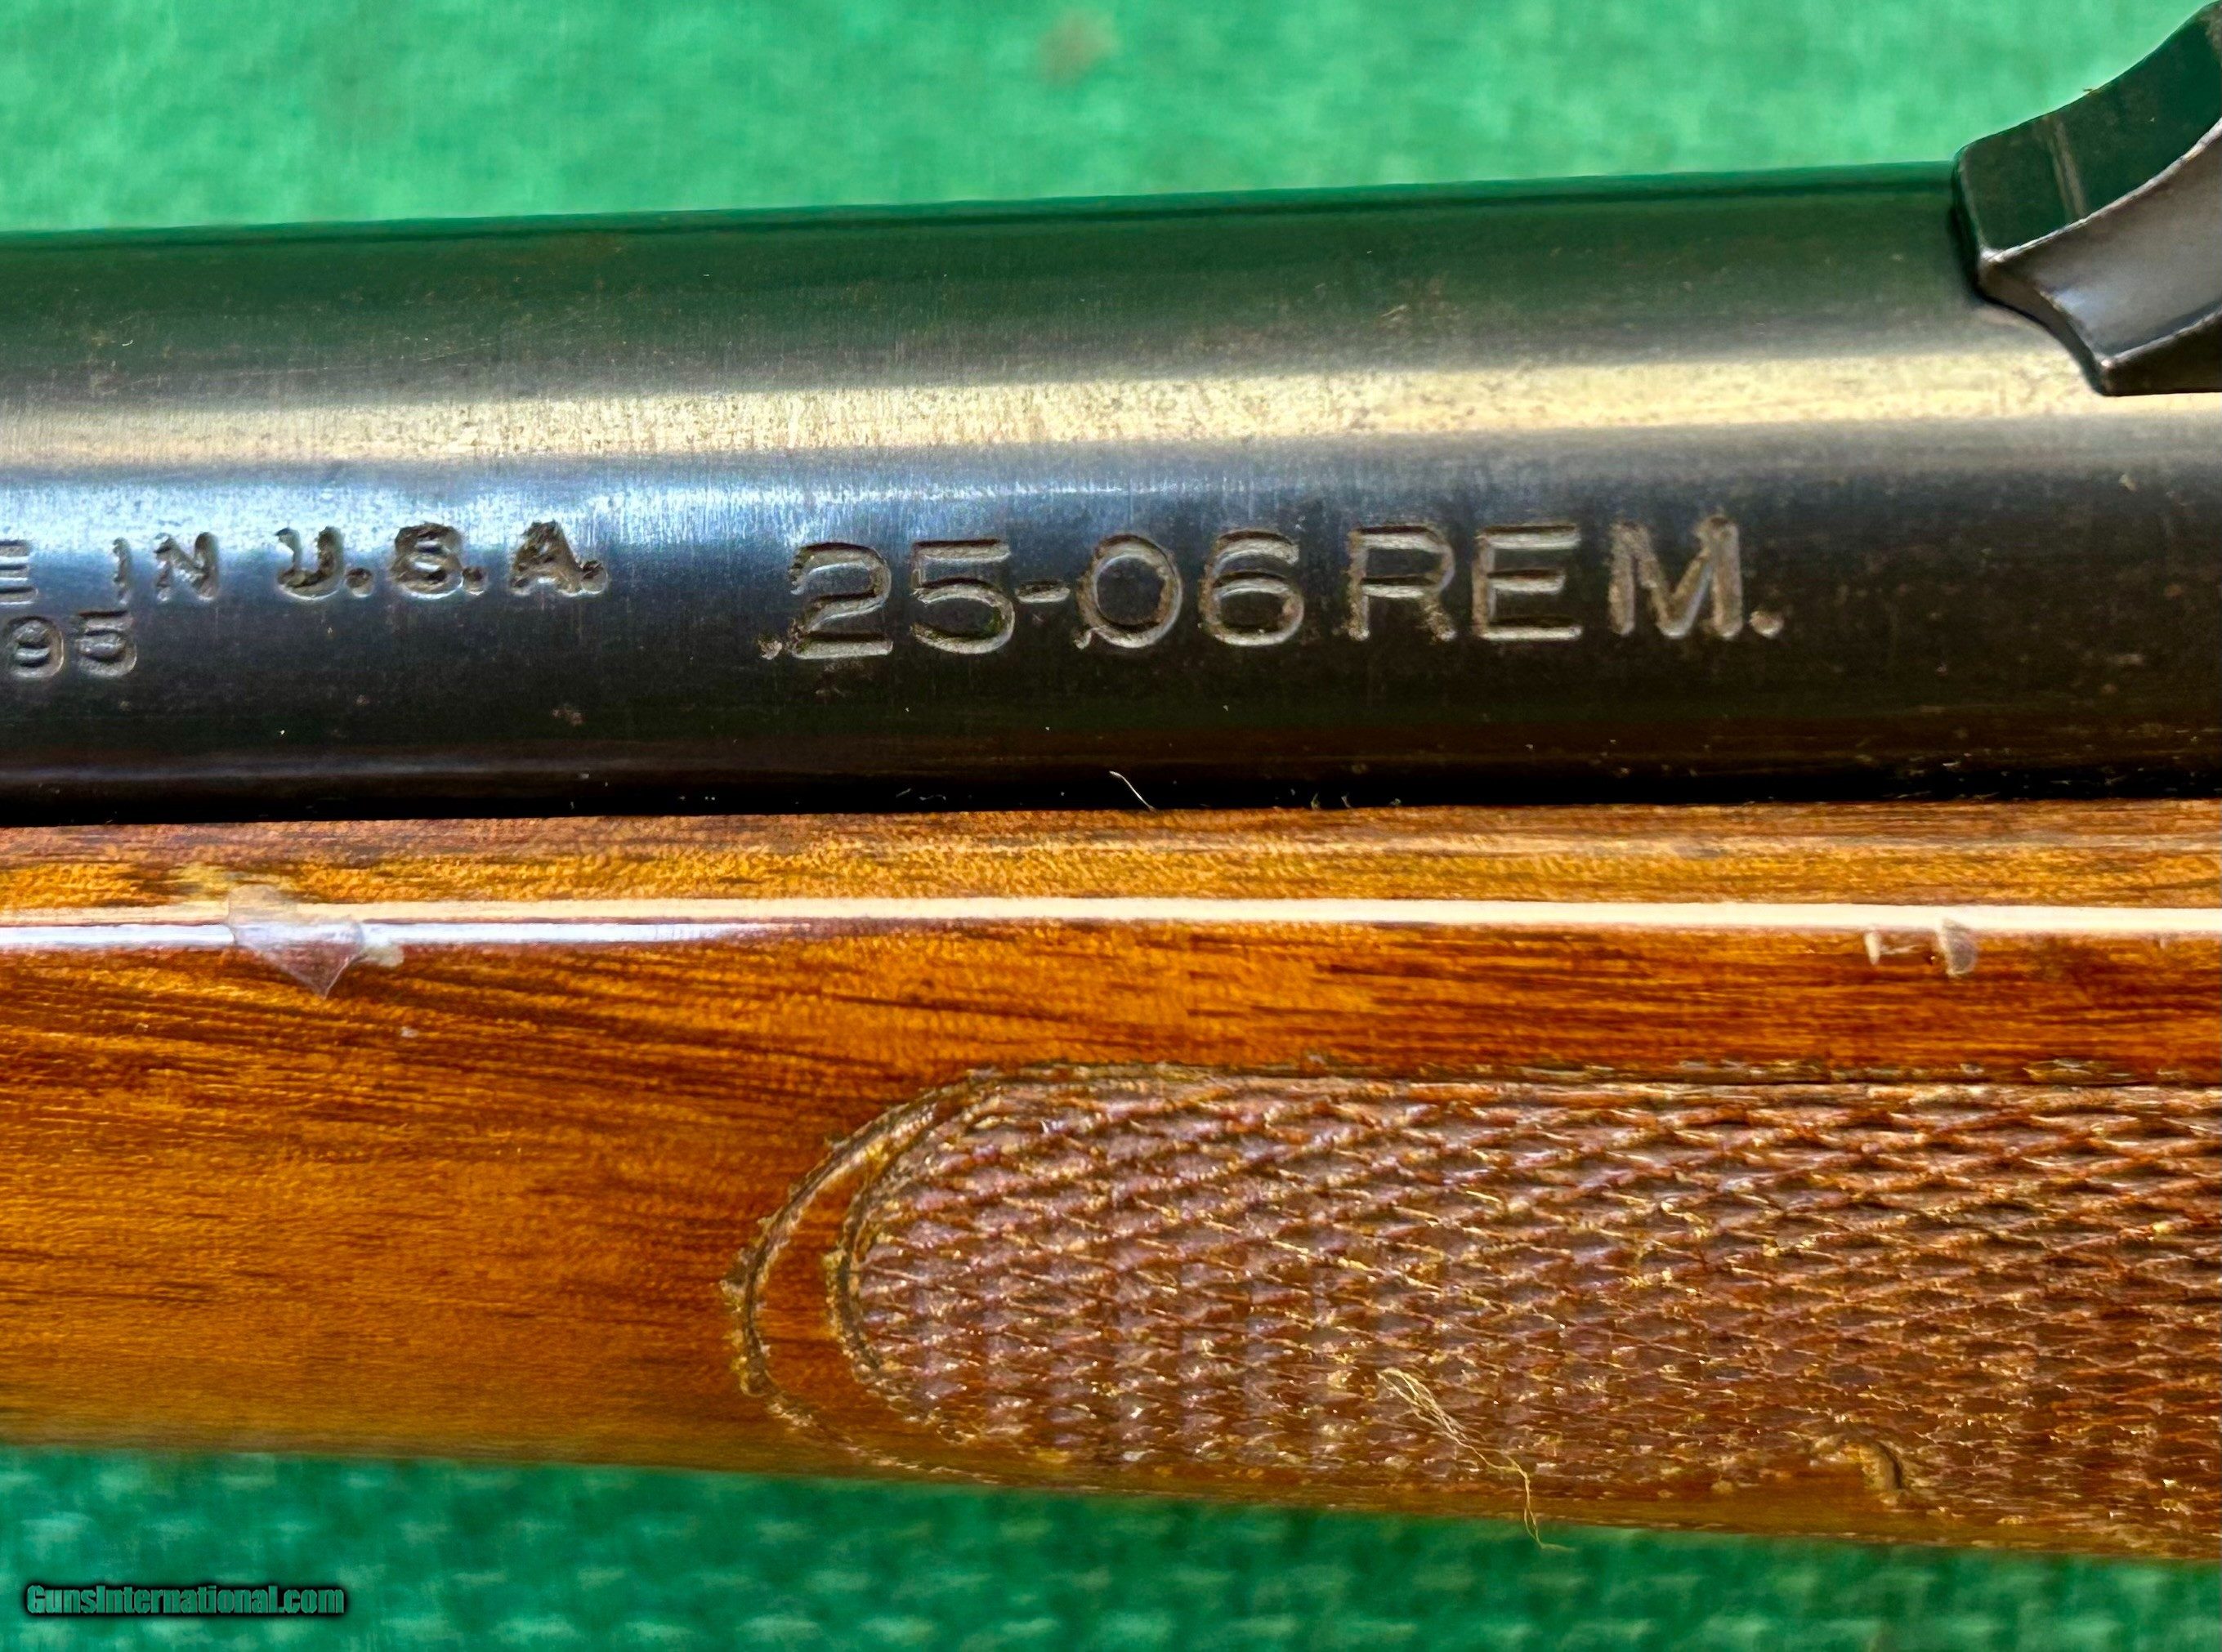 E IN U.S.A.
95
.25-06 REM.
GunsInternational.com